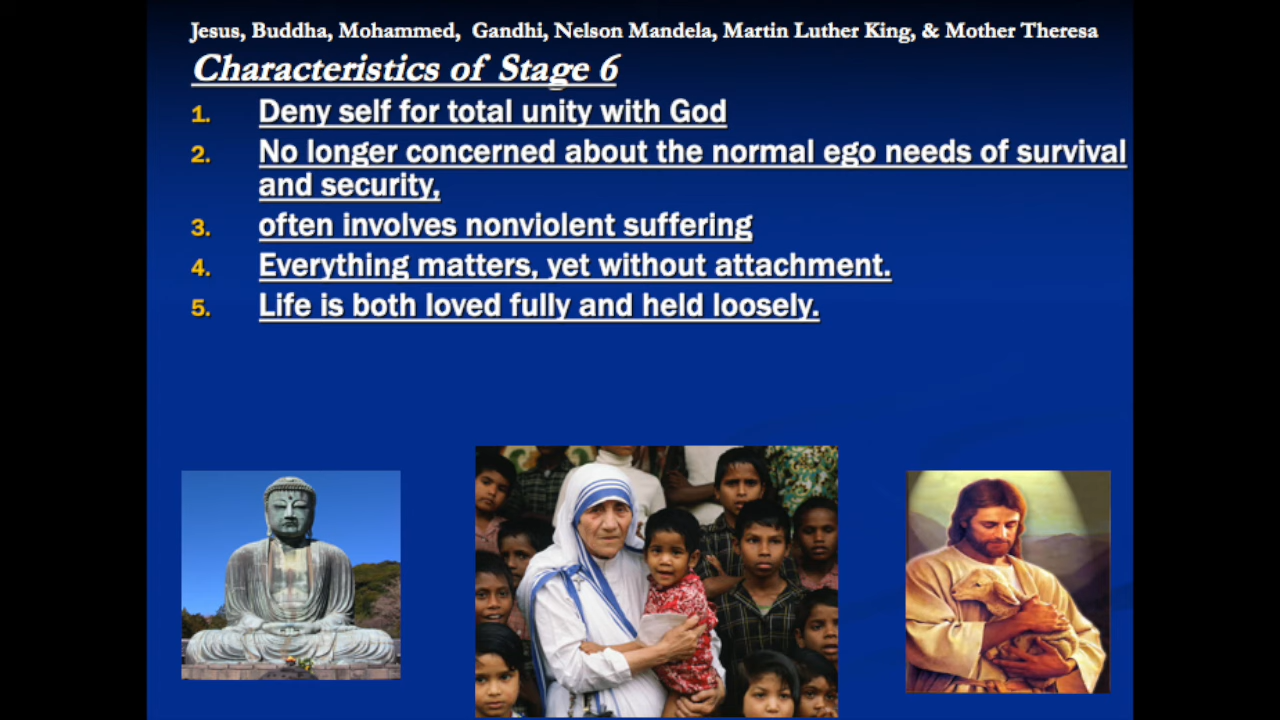 Jesus, Buddha, Mohammed, Gandhi, Nelson Mandela, Martin Luther King, & Mother Theresa
Characteristics of Stage 6
1. Deny self for total unity with God
2. No longer concerned about the normal ego needs of survival
and security,
3. often involves nonviolent suffering
4. Everything matters, yet without attachment.
5. Life is both loved fully and held loosely.